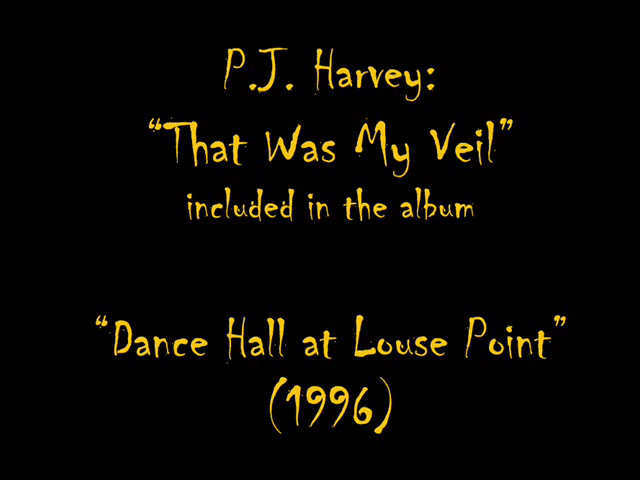 P.J. Harvey:
“That Was My Veil”
included in the album
“Dance Hall at Louse Point”
(1996)